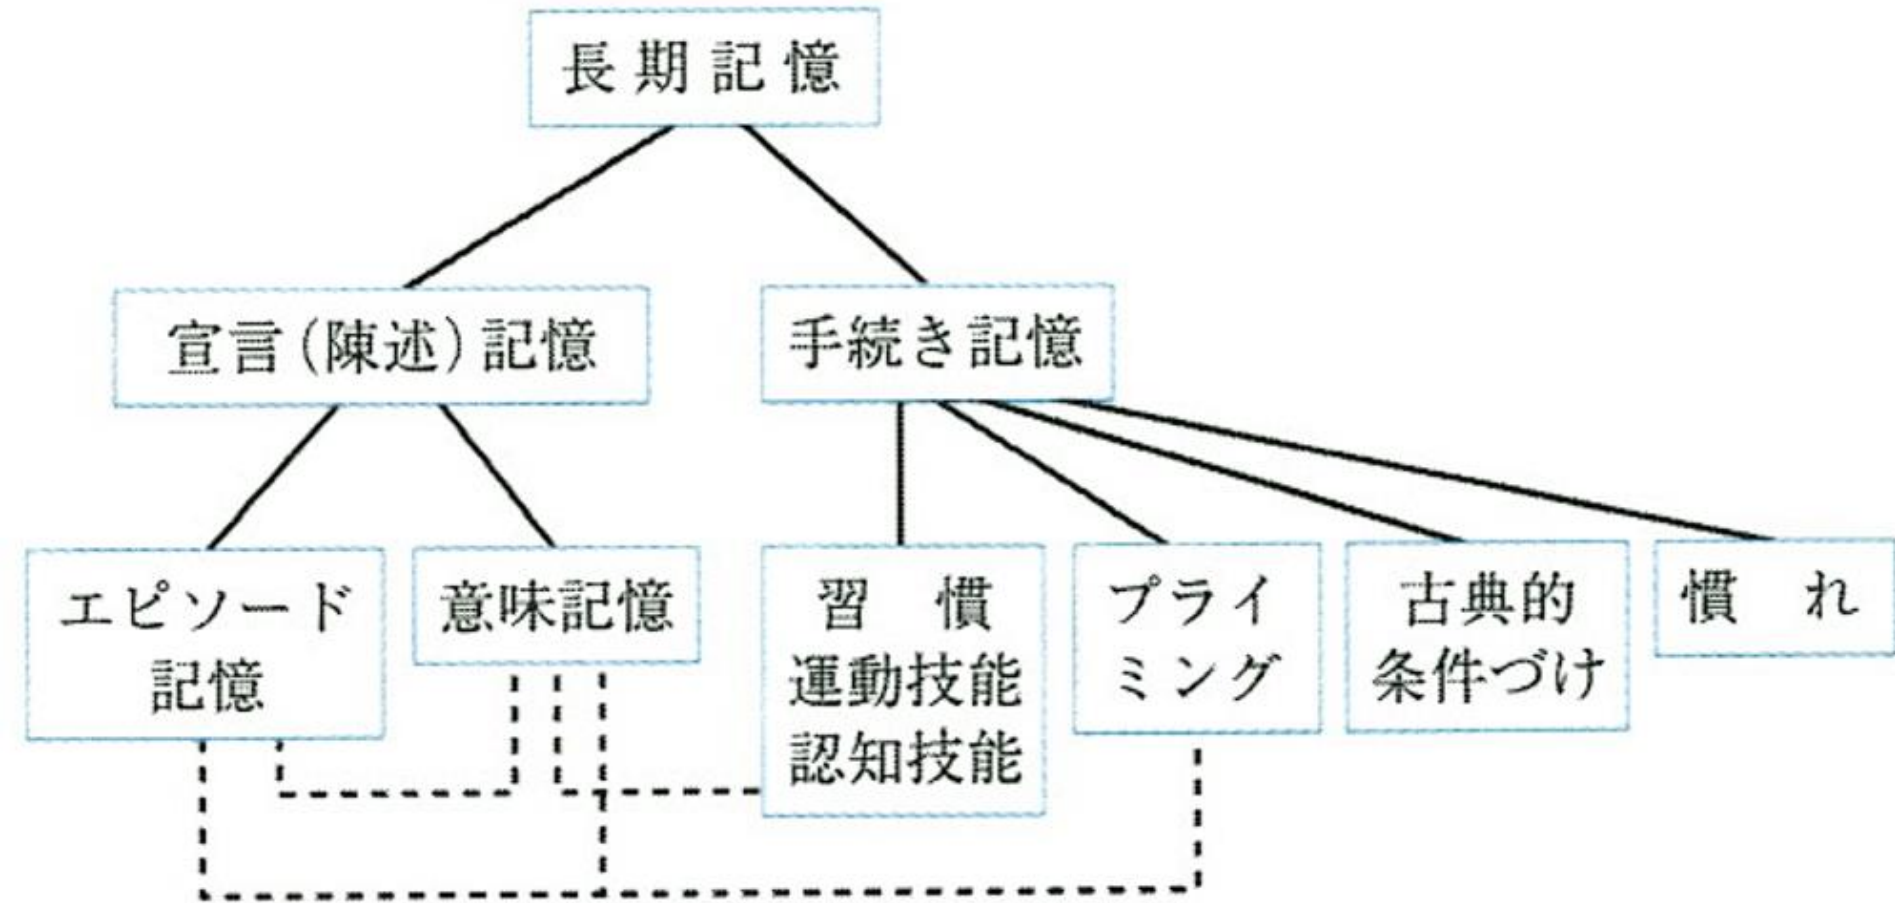 長期記憶
宣言(陳述)記憶
手続き記憶
エピソード
記憶
意味記憶
習慣
運動技能
認知技能
プライ
ミング
古典的
条件づけ
慣れ